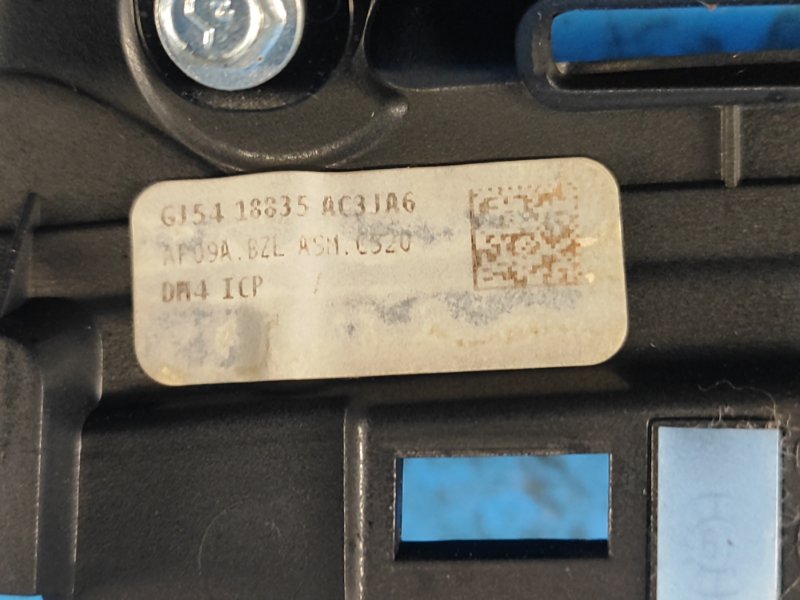 GJ54 18835 AC3JA6
AP09A.BZL ASM.C520
DM4 ICP /